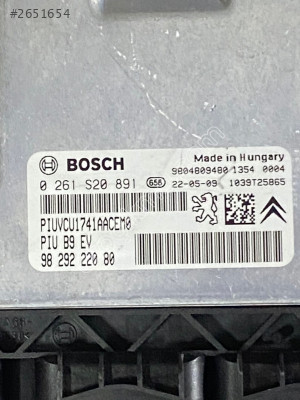 #2651654
BOSCH
Made in Hungary
9804809480 1354 0004
0 261 S20 891 656 22-05-09 1039T25865
PIUVCU1741AACEM0
PIU B9 EV
98 292 220 80